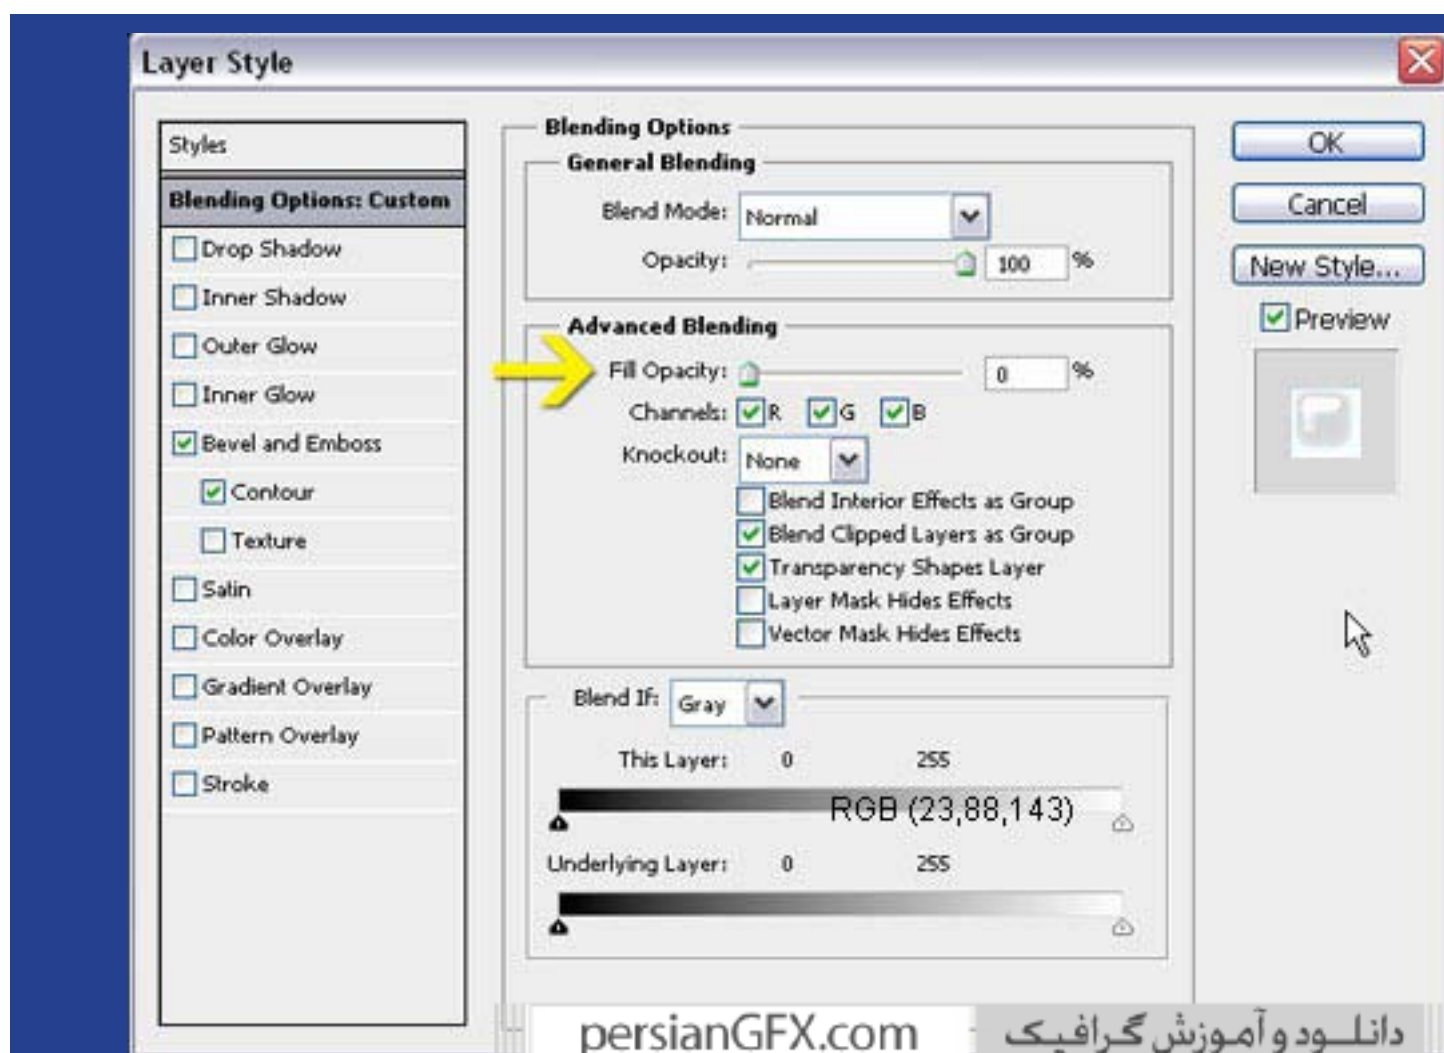 Layer Style
Styles
Blending Options: Custom
Drop Shadow
Inner Shadow
Outer Glow
Inner Glow
Bevel and Emboss
Contour
Texture
Satin
Color Overlay
Gradient Overlay
Pattern Overlay
Stroke
Blending Options
General Blending
Blend Mode: Normal
Opacity: 100 %
Advanced Blending
Fill Opacity: 0 %
Channels: R G B
Knockout: None
Blend Interior Effects as Group
Blend Clipped Layers as Group
Transparency Shapes Layer
Layer Mask Hides Effects
Vector Mask Hides Effects
Blend If: Gray
This Layer: 0 255
RGB (23,88,143)
Underlying Layer: 0 255
OK
Cancel
New Style...
Preview
persianGFX.com
دانلود و آموزش گرافیک